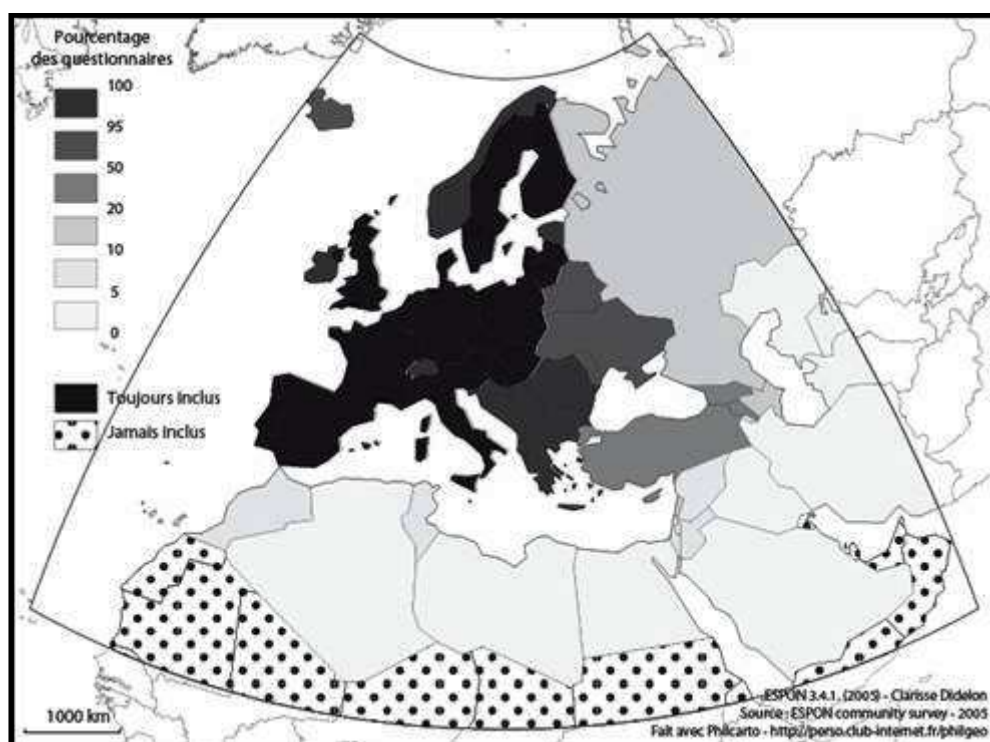 Pourcentage
des questionnaires
100
95
50
20
10
5
0
Toujours inclus
Jamais inclus
1000 km
ESPON 3.4.1. (2005) - Clarisse Didelon
Source : ESPON community survey - 2005
Fait avec Philcarto - http://perso.club-internet.fr/philgeo